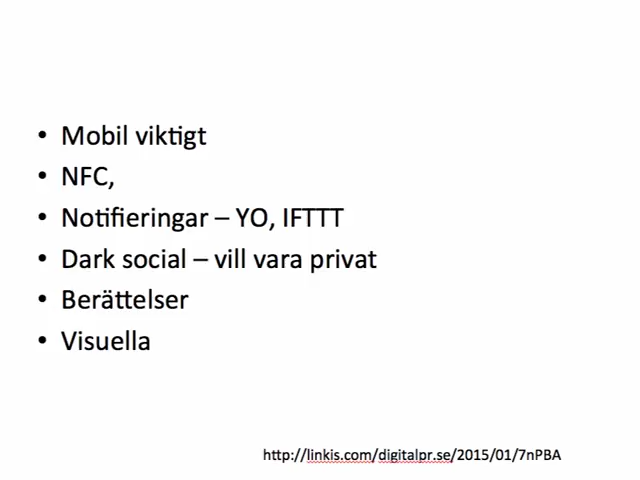 • Mobil viktigt
• NFC,
• Notifieringar – YO, IFTTT
• Dark social – vill vara privat
• Berättelser
• Visuella
http://linkis.com/digitalpr.se/2015/01/7nPBA